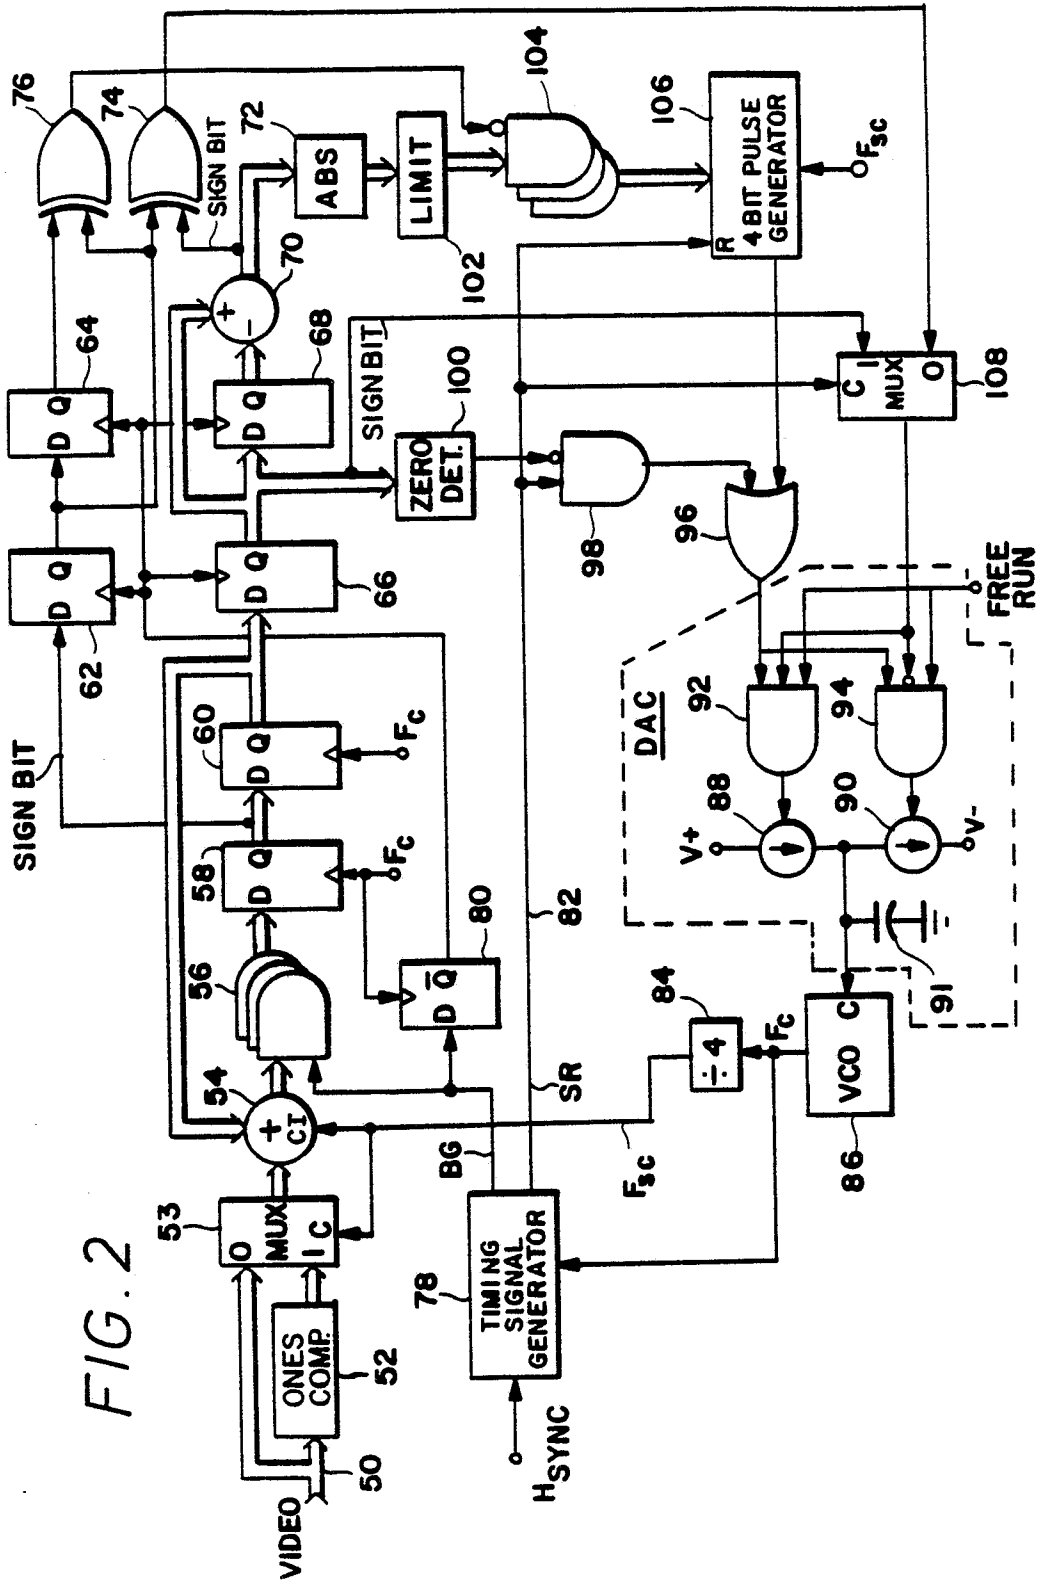 FIG. 2
VIDEO
50
ONES
COMP.
52
53
O
MUX
I C
54
+
CI
56
58
D Q
FC
60
D Q
FC
SIGN BIT
62
D Q
64
D Q
66
D Q
68
D Q
70
+
−
SIGN BIT
72
ABS
74
76
LIMIT
102
104
106
R
4 BIT PULSE
GENERATOR
FSC
SIGN BIT
ZERO
DET.
100
98
96
C I
MUX
O
108
HSYNC
78
TIMING
SIGNAL
GENERATOR
BG
SR
82
80
D Q̅
FSC
84
÷ 4
FC
VCO
C
86
DAC
88
V+
90
V-
91
92
94
FREE
RUN